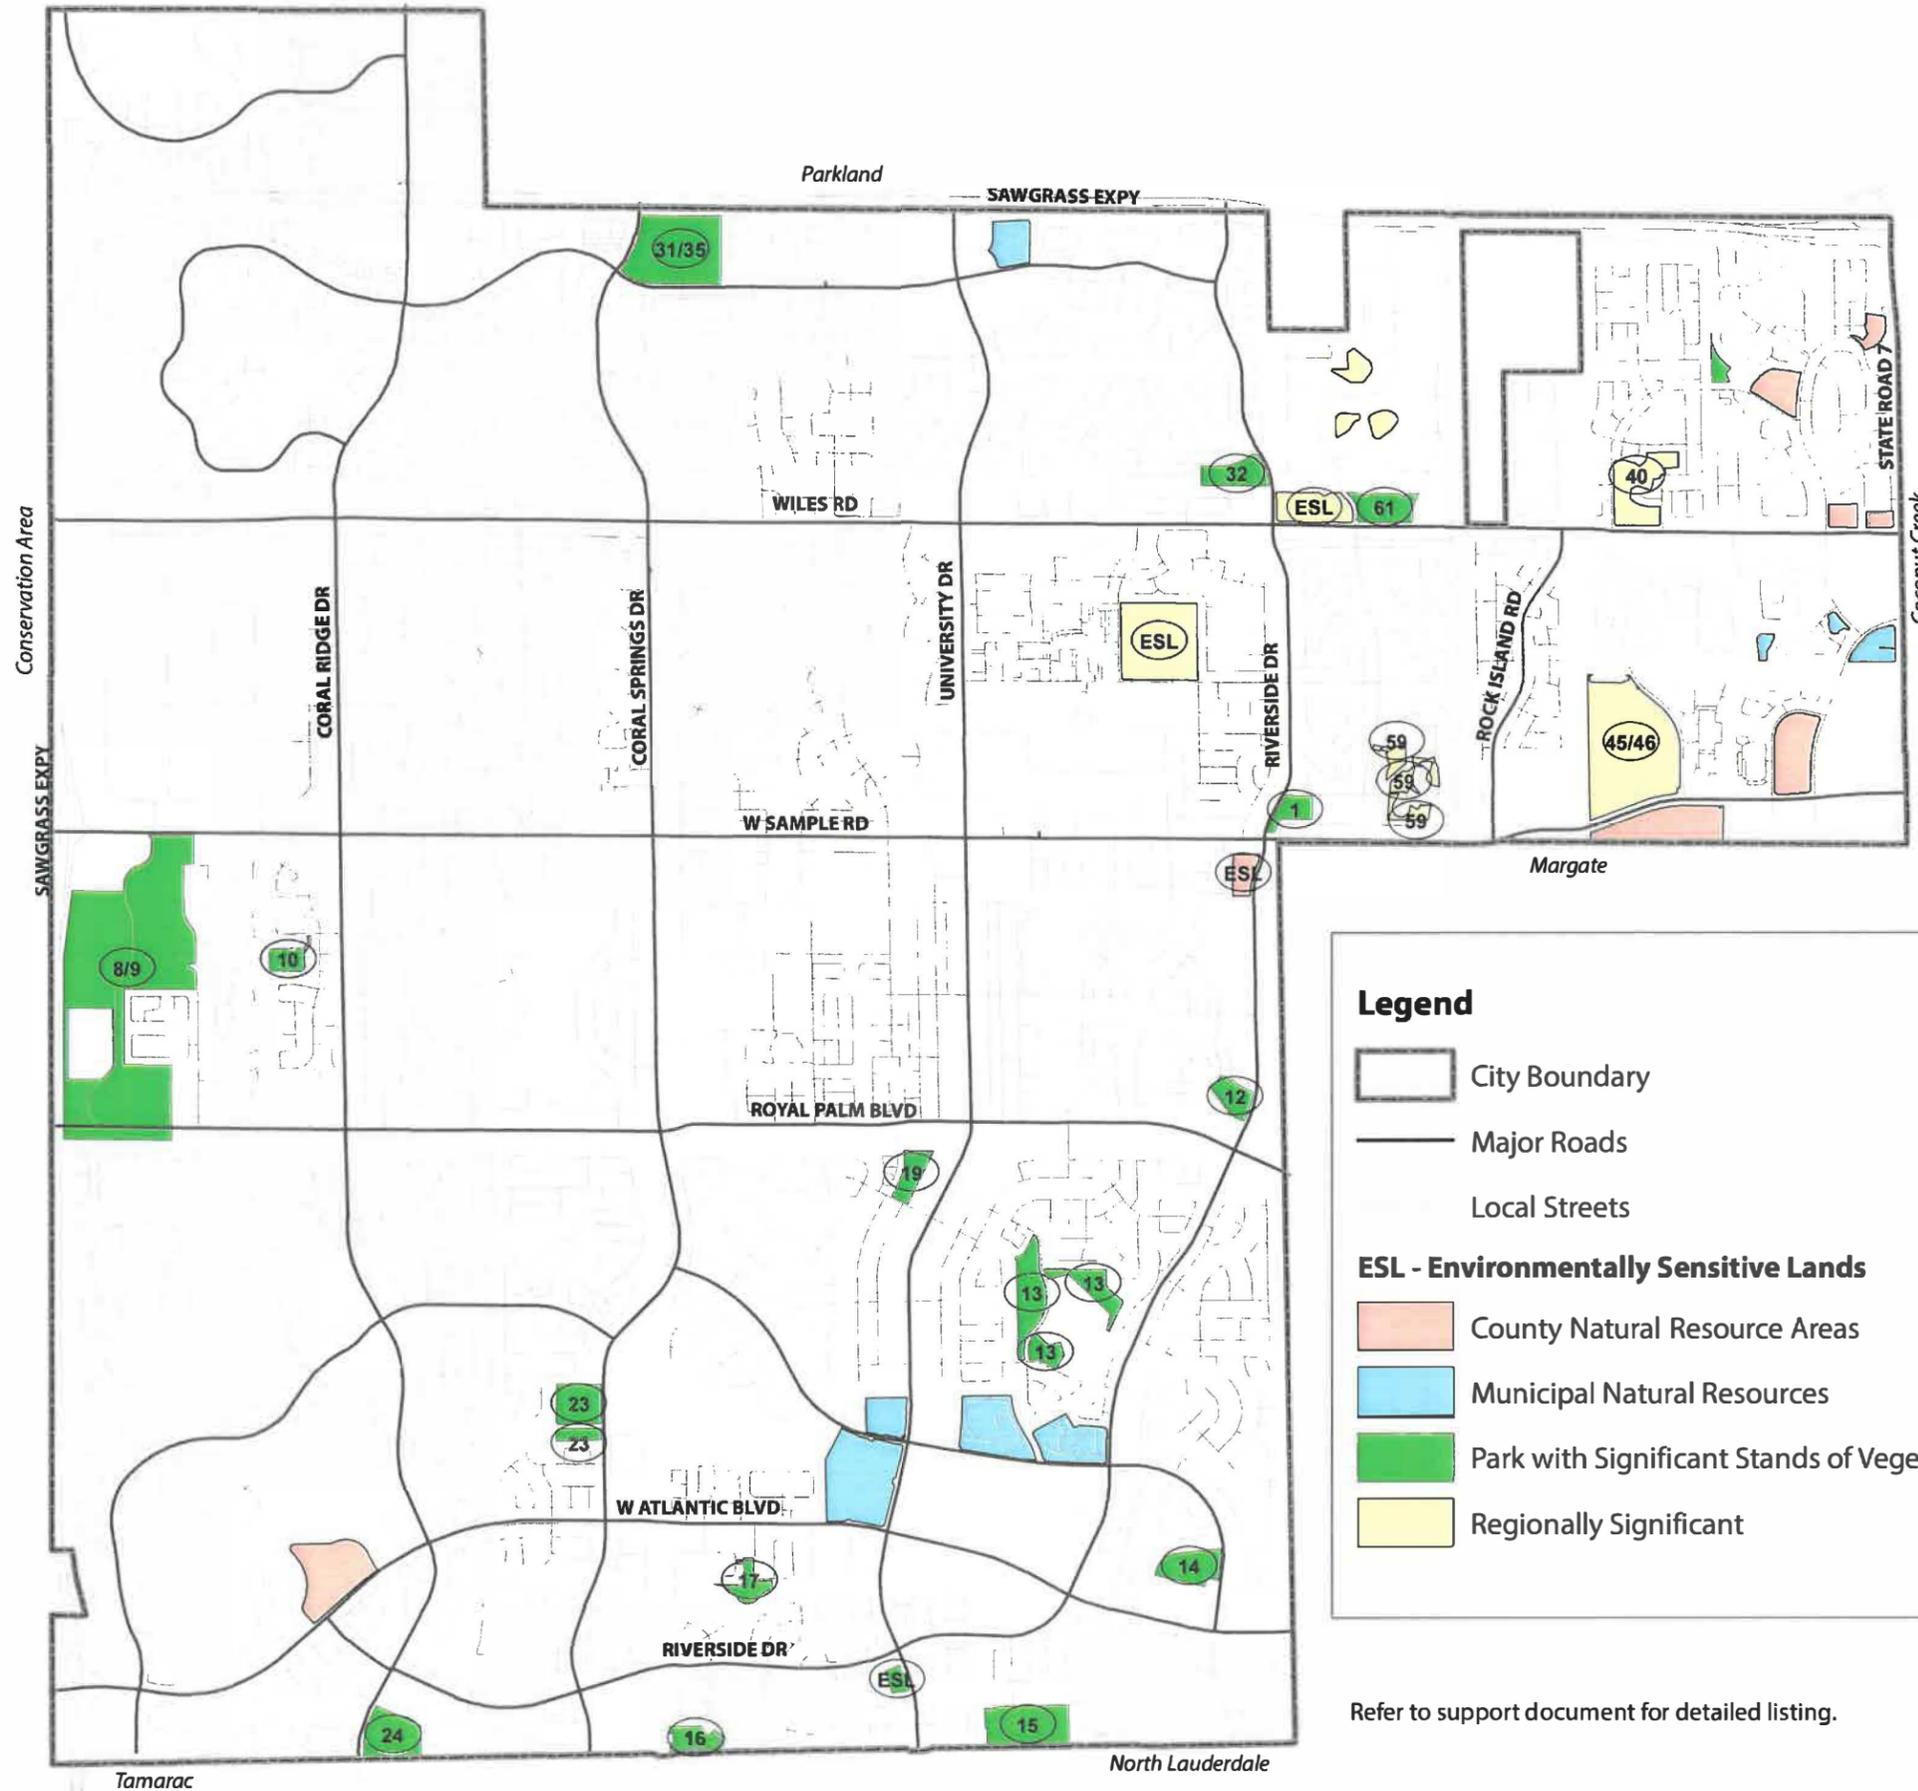 Parkland
SAWGRASS EXPY
31/35
STATE ROAD 7
32
40
WILES RD
ESL
61
Conservation Area
CORAL RIDGE DR
CORAL SPRINGS DR
UNIVERSITY DR
ESL
RIVERSIDE DR
ROCK ISLAND RD
SAWGRASS EXPY
59
45/46
59
1
59
W SAMPLE RD
ESL
Margate
8/9
10
12
ROYAL PALM BLVD
19
13
13
13
23
23
W ATLANTIC BLVD
14
17
RIVERSIDE DR
ESL
24
16
15
North Lauderdale
Tamarac
Legend
City Boundary
Major Roads
Local Streets
ESL - Environmentally Sensitive Lands
County Natural Resource Areas
Municipal Natural Resources
Park with Significant Stands of Vege
Regionally Significant
Refer to support document for detailed listing.